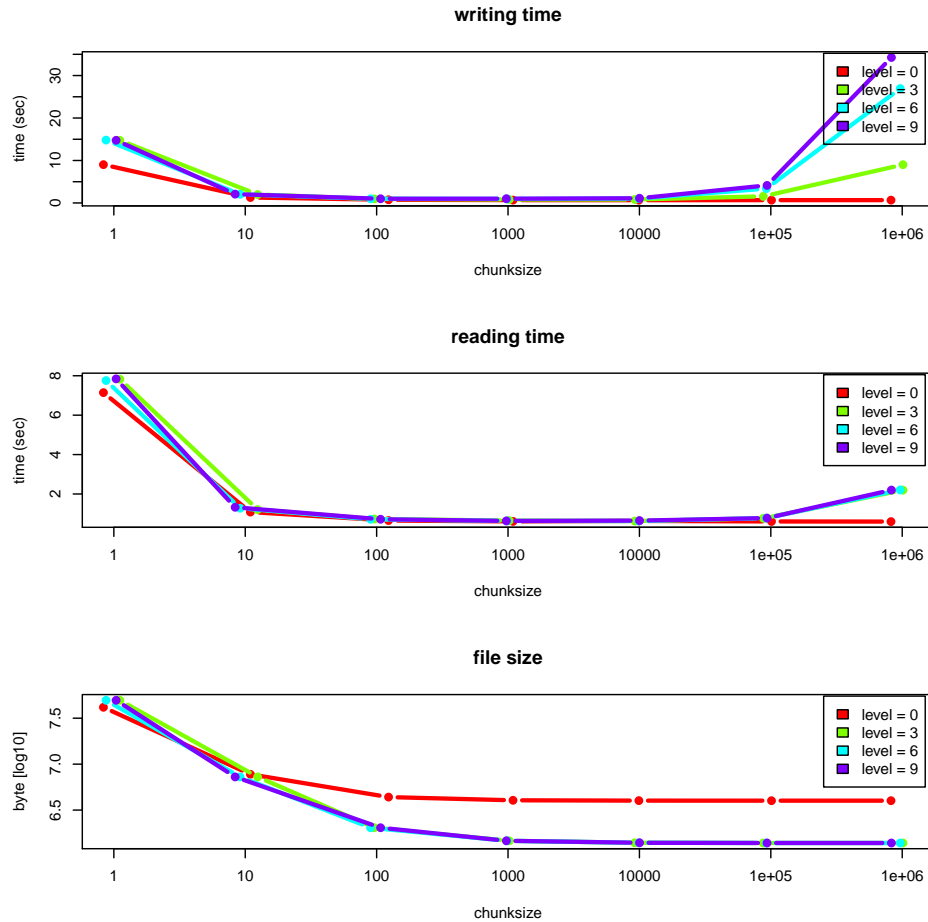 writing time
time (sec)
0
10
20
30
level = 0
level = 3
level = 6
level = 9
1
10
100
1000
10000
1e+05
1e+06
chunksize
reading time
time (sec)
2
4
6
8
level = 0
level = 3
level = 6
level = 9
1
10
100
1000
10000
1e+05
1e+06
chunksize
file size
byte [log10]
6.5
7.0
7.5
level = 0
level = 3
level = 6
level = 9
1
10
100
1000
10000
1e+05
1e+06
chunksize